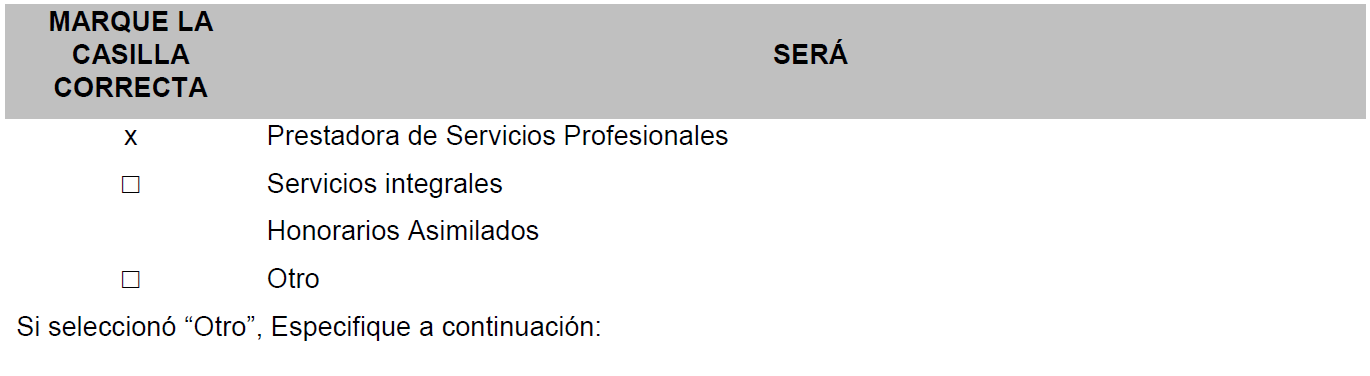 MARQUE LA
CASILLA
CORRECTA
SERÁ
x Prestadora de Servicios Profesionales
☐ Servicios integrales
Honorarios Asimilados
☐ Otro
Si seleccionó “Otro”, Especifique a continuación: